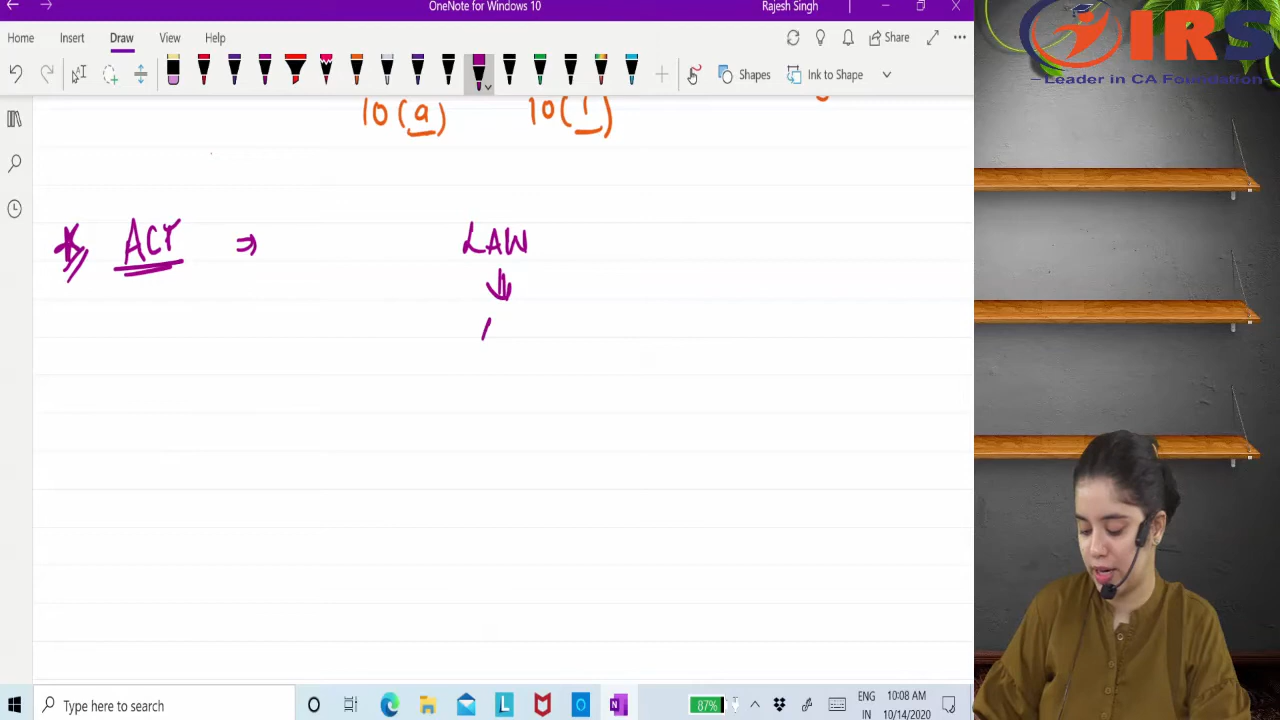 OneNote for Windows 10 Rajesh Singh
Home Insert Draw View Help Share
Shapes Ink to Shape
IRS
Leader in CA Foundation
10(a) 10(1)
ACT ⇒ LAW
Type here to search
87%
ENG 10:08 AM
IN 10/14/2020